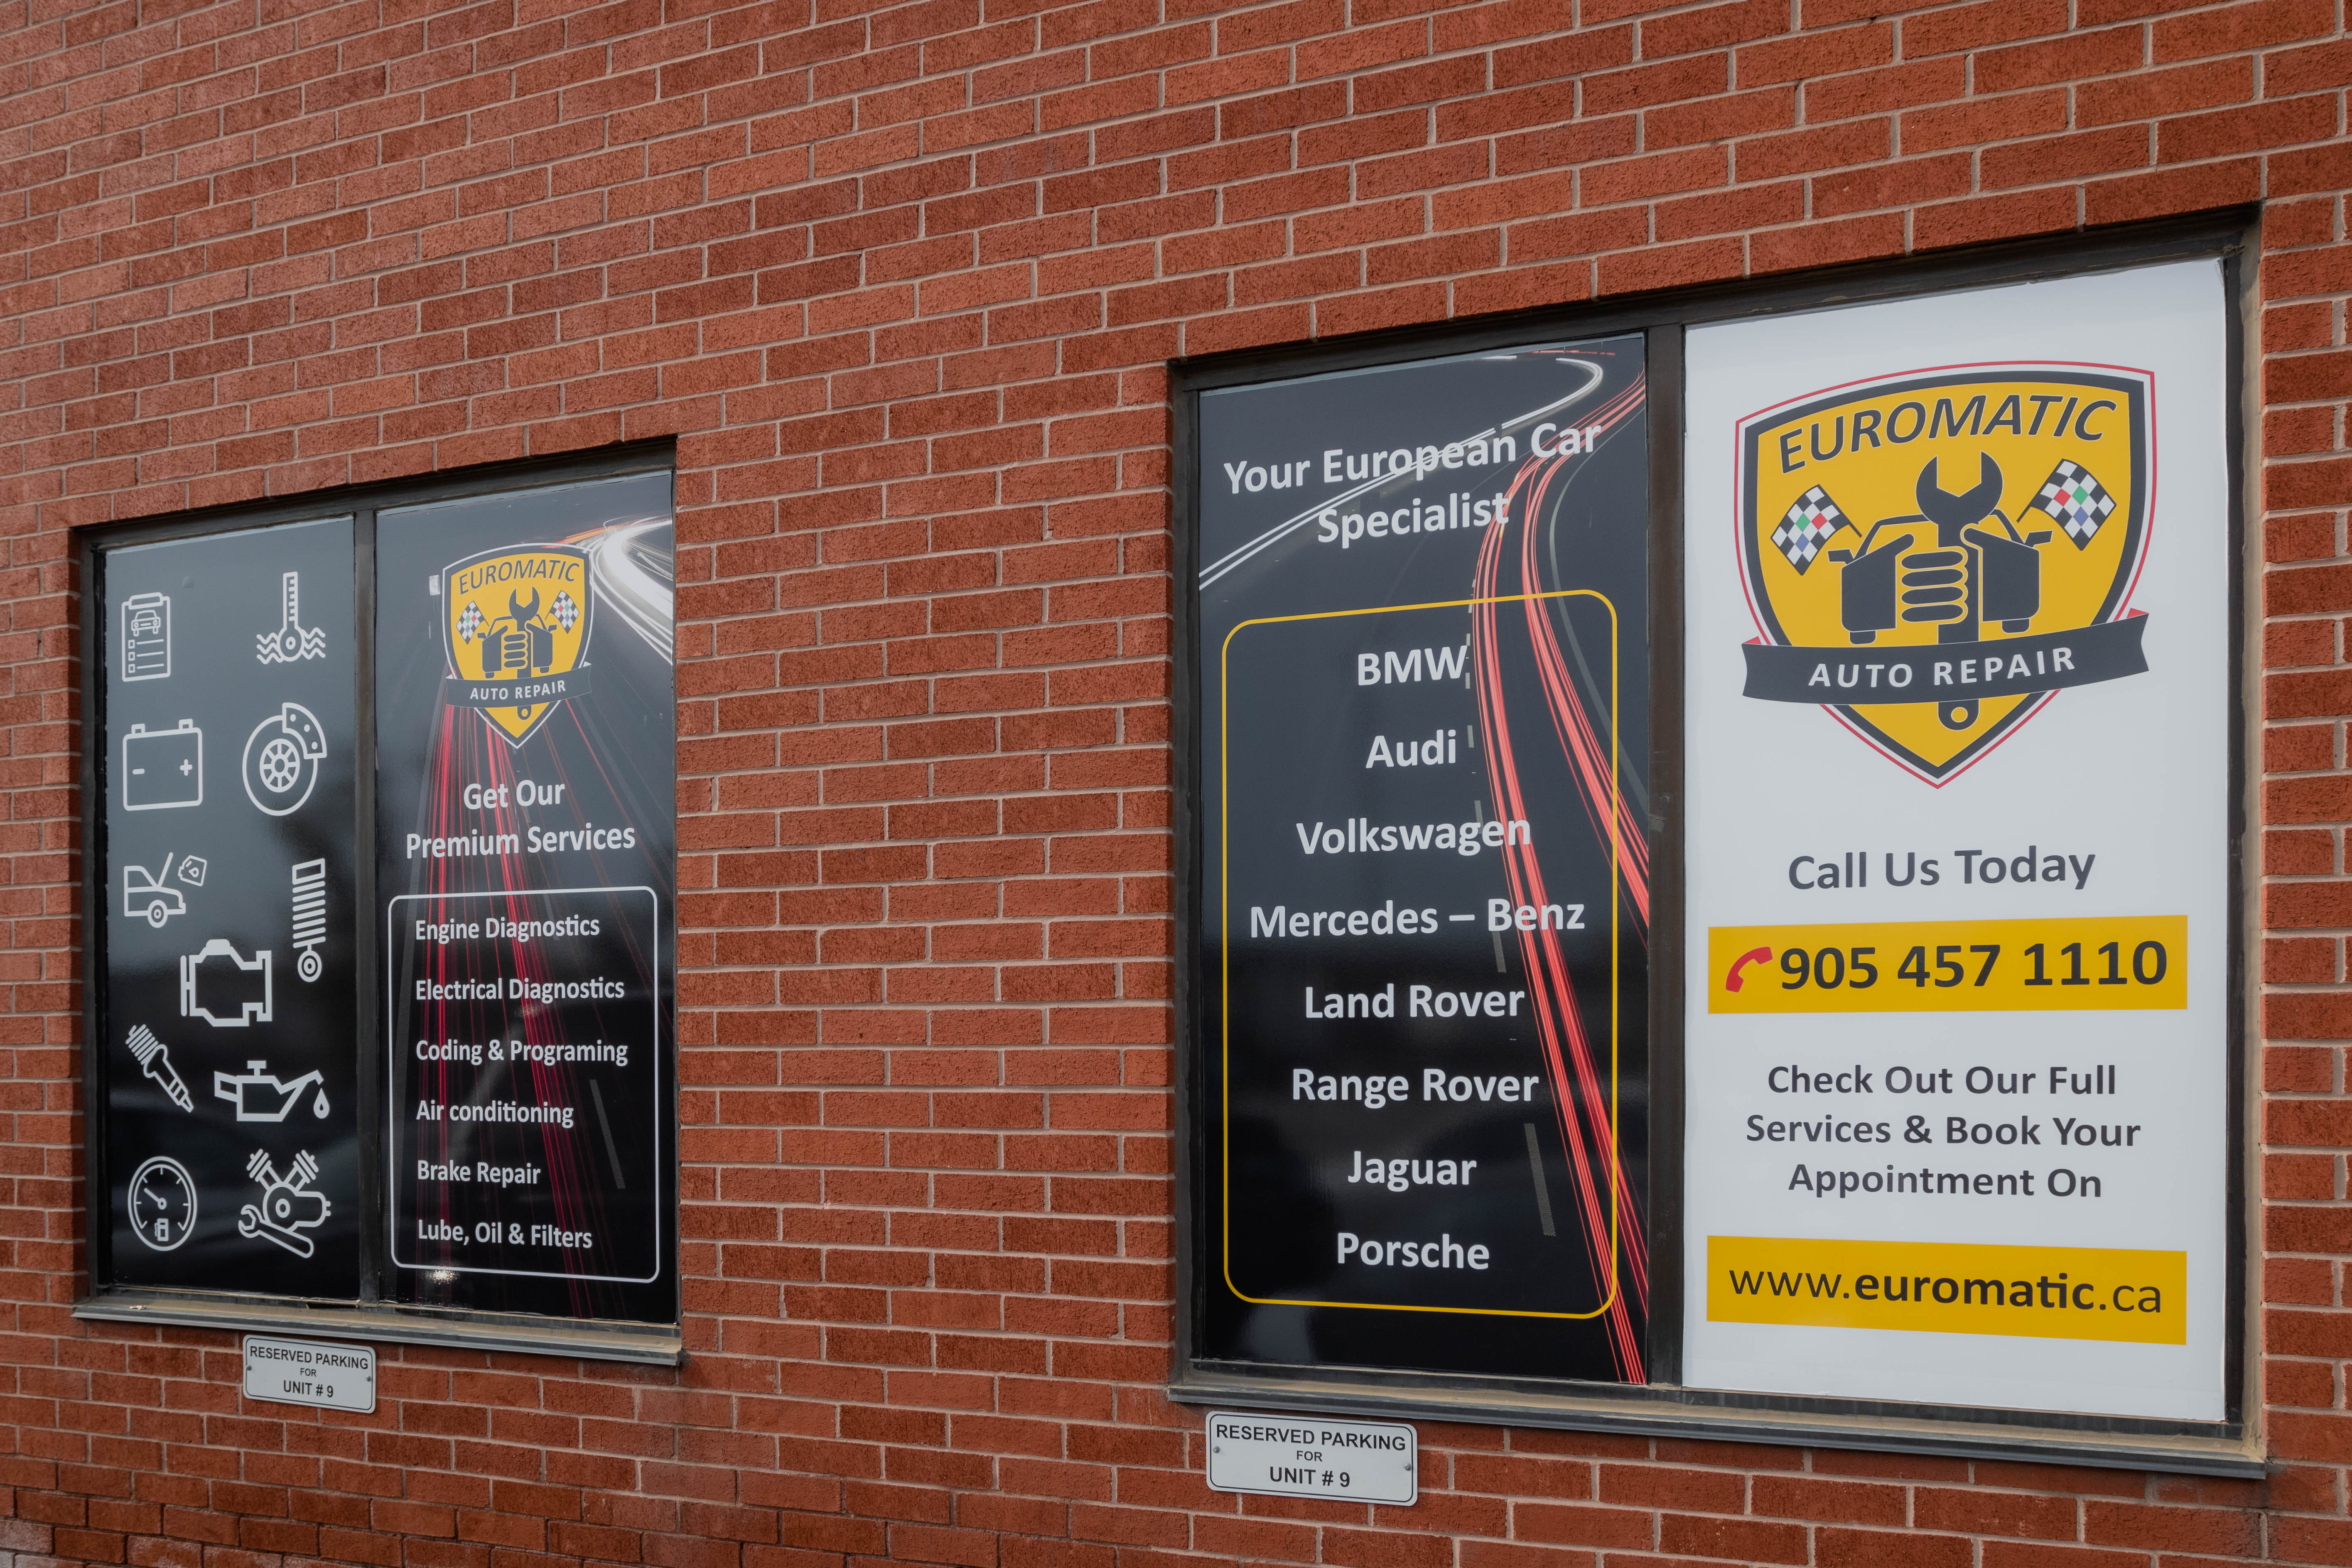 EUROMATIC
AUTO REPAIR
Get Our
Premium Services
Engine Diagnostics
Electrical Diagnostics
Coding & Programing
Air conditioning
Brake Repair
Lube, Oil & Filters
RESERVED PARKING
FOR
UNIT # 9
Your European Car
Specialist
BMW
Audi
Volkswagen
Mercedes – Benz
Land Rover
Range Rover
Jaguar
Porsche
EUROMATIC
AUTO REPAIR
Call Us Today
905 457 1110
Check Out Our Full
Services & Book Your
Appointment On
www.euromatic.ca
RESERVED PARKING
FOR
UNIT # 9